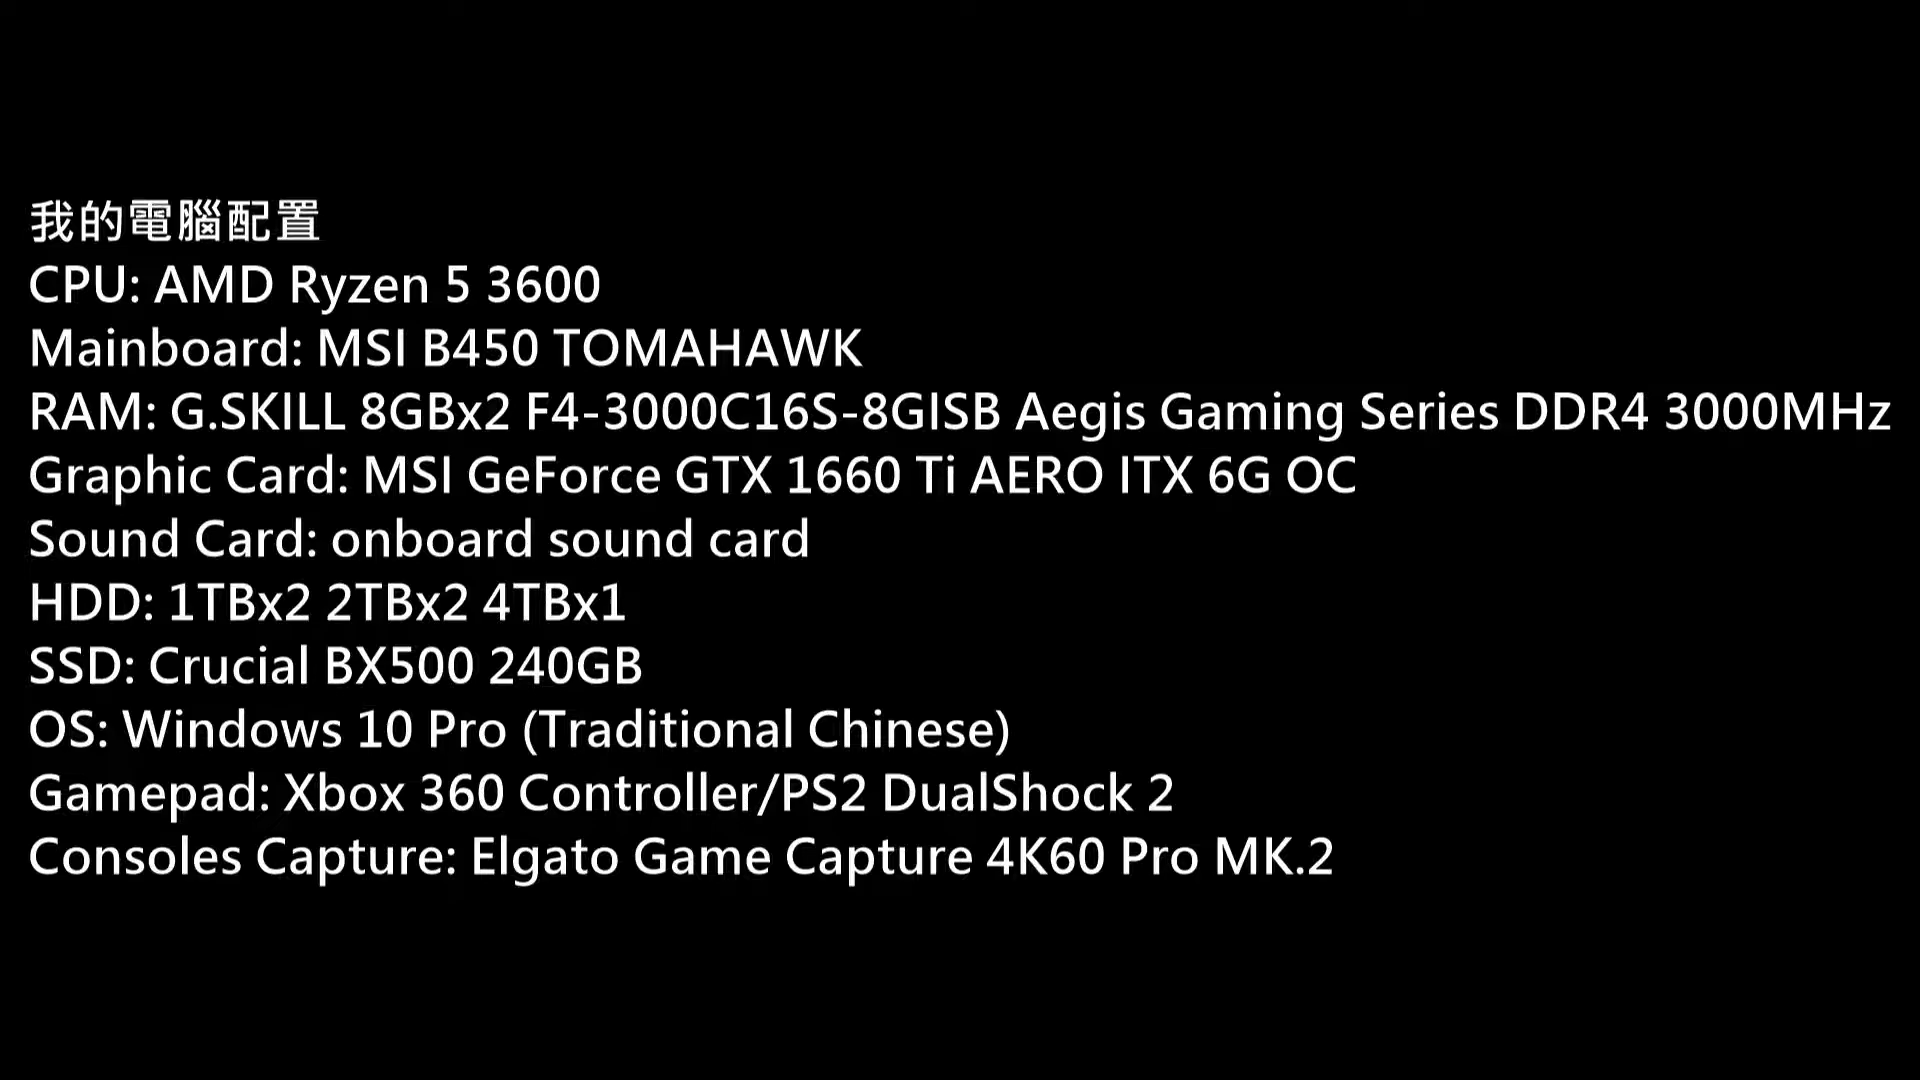 我的電腦配置
CPU: AMD Ryzen 5 3600
Mainboard: MSI B450 TOMAHAWK
RAM: G.SKILL 8GBx2 F4-3000C16S-8GISB Aegis Gaming Series DDR4 3000MHz
Graphic Card: MSI GeForce GTX 1660 Ti AERO ITX 6G OC
Sound Card: onboard sound card
HDD: 1TBx2 2TBx2 4TBx1
SSD: Crucial BX500 240GB
OS: Windows 10 Pro (Traditional Chinese)
Gamepad: Xbox 360 Controller/PS2 DualShock 2
Consoles Capture: Elgato Game Capture 4K60 Pro MK.2